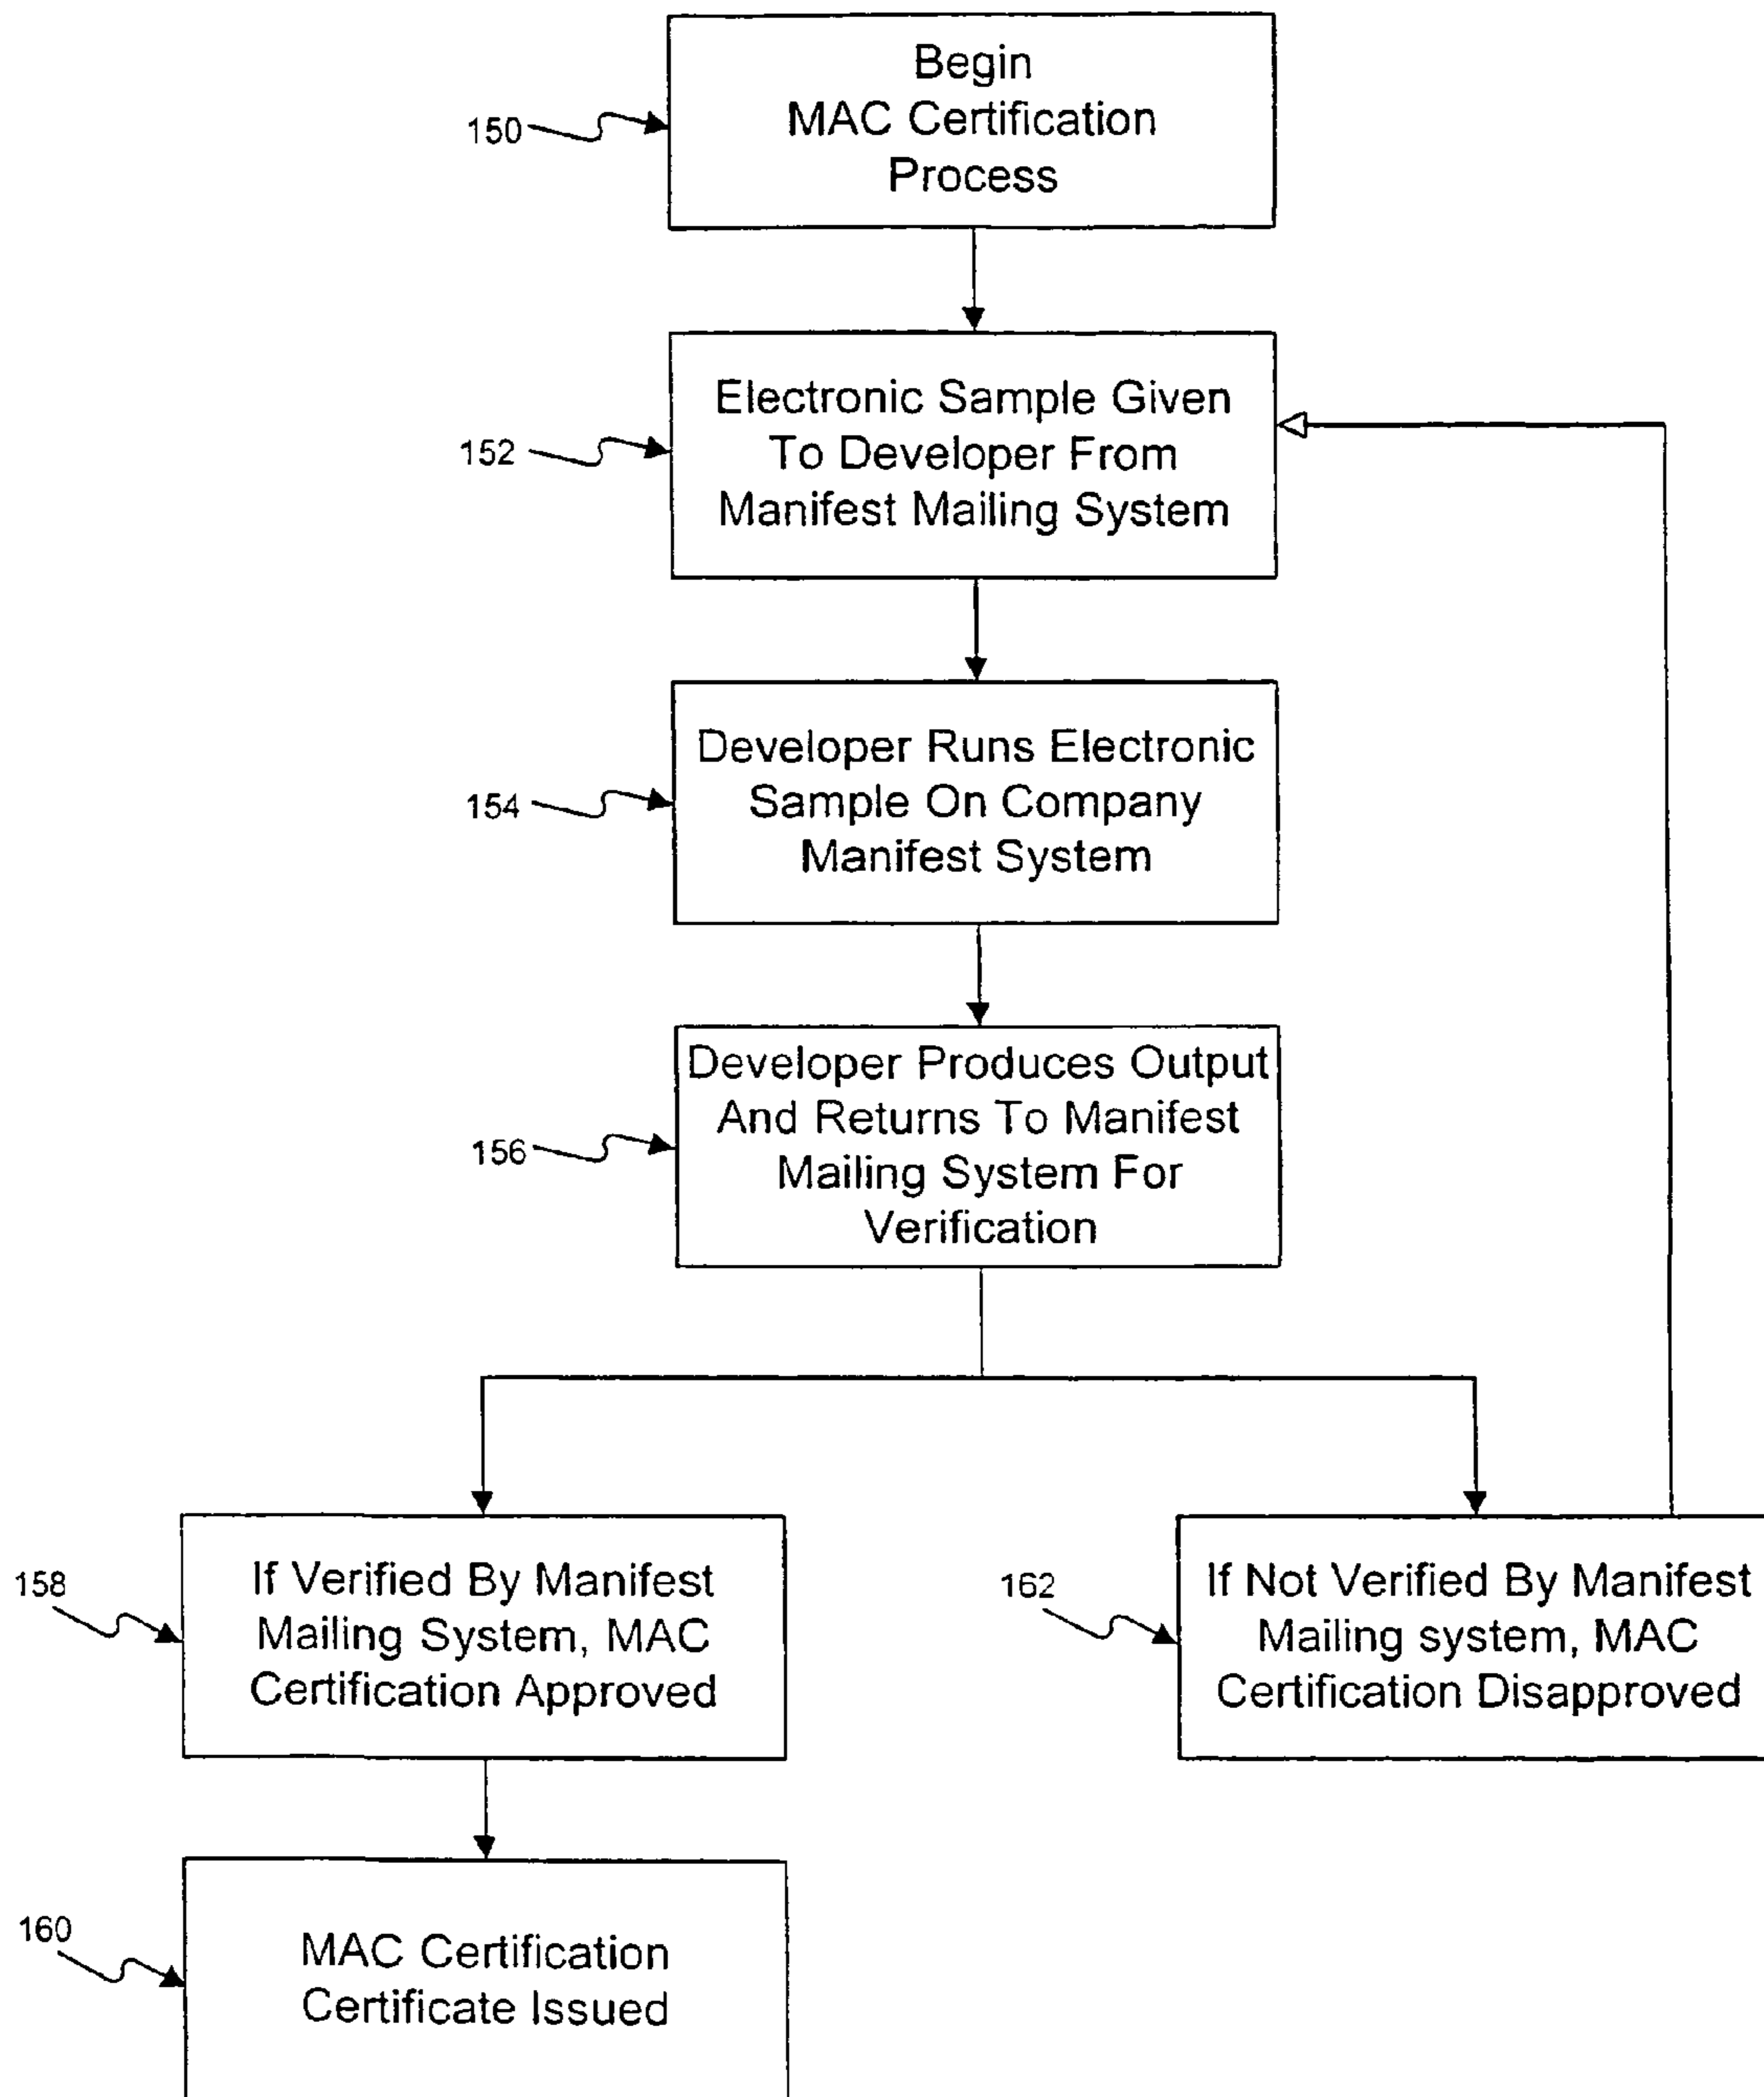 Begin
MAC Certification
Process
150
Electronic Sample Given
To Developer From
Manifest Mailing System
152
Developer Runs Electronic
Sample On Company
Manifest System
154
Developer Produces Output
And Returns To Manifest
Mailing System For
Verification
156
If Verified By Manifest
Mailing System, MAC
Certification Approved
158
If Not Verified By Manifest
Mailing system, MAC
Certification Disapproved
162
MAC Certification
Certificate Issued
160